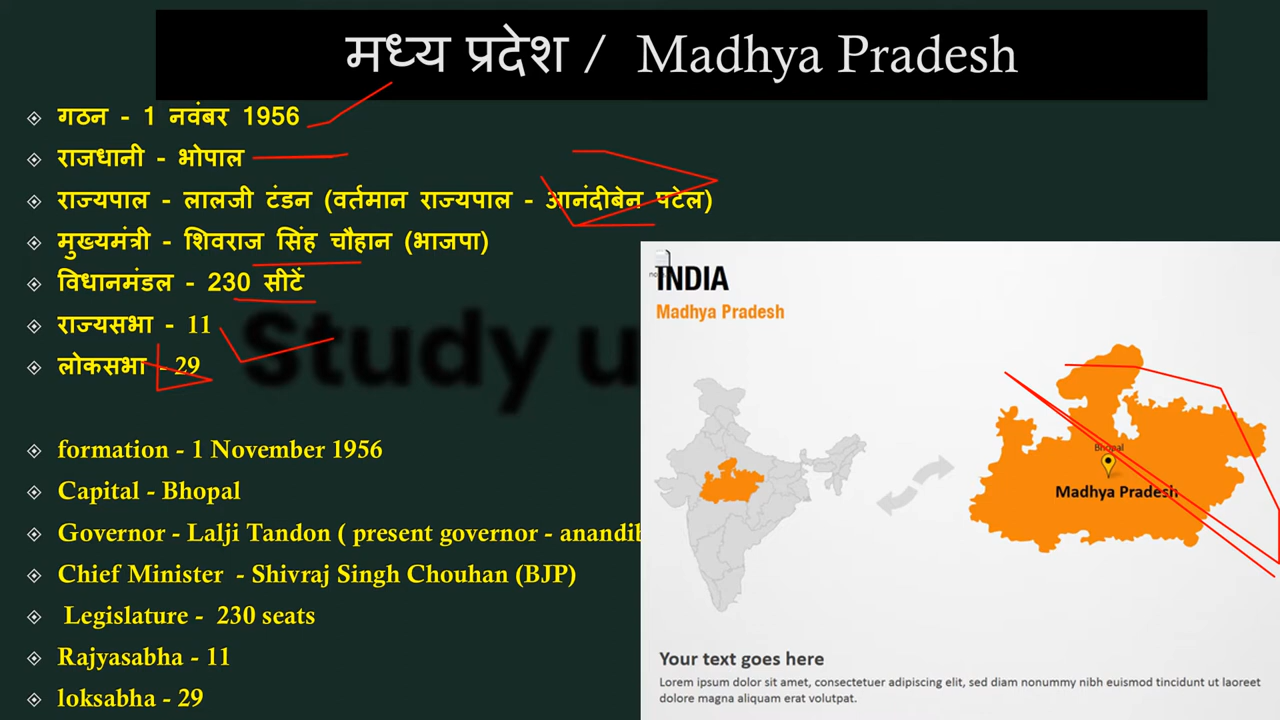 मध्य प्रदेश / Madhya Pradesh
गठन - 1 नवंबर 1956
राजधानी - भोपाल
राज्यपाल - लालजी टंडन (वर्तमान राज्यपाल - आनंदीबेन पटेल)
मुख्यमंत्री - शिवराज सिंह चौहान (भाजपा)
विधानमंडल - 230 सीटें
राज्यसभा - 11
लोकसभा - 29
formation - 1 November 1956
Capital - Bhopal
Governor - Lalji Tandon ( present governor -
Chief Minister - Shivraj Singh Chouhan (BJP)
Legislature - 230 seats
Rajyasabha - 11
loksabha - 29
Study
INDIA
Madhya Pradesh
Bhopal
Madhya Pradesh
Your text goes here
Lorem ipsum dolor sit amet, consectetuer adipiscing elit, sed diam nonummy nibh euismod tincidunt ut laoreet
dolore magna aliquam erat volutpat.